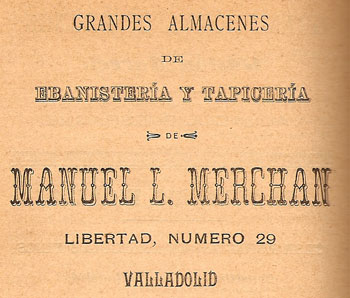 GRANDES ALMACENES
DE
EBANISTERÍA Y TAPICERÍA
DE
MANUEL L. MERCHAN
LIBERTAD, NUMERO 29
VALLADOLID